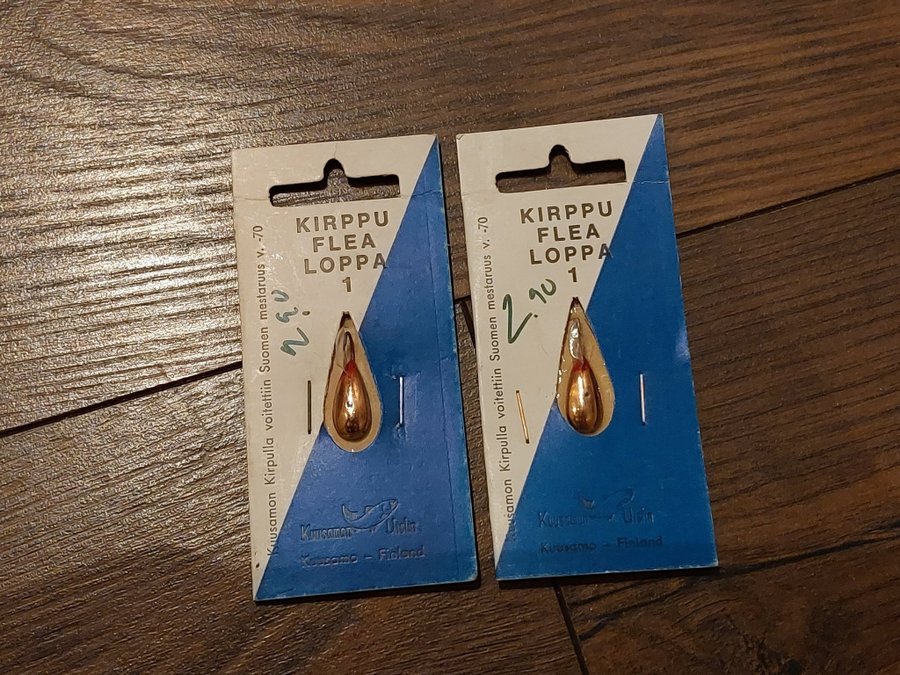 KIRPPU
FLEA
LOPPA
1
2.90
Kuusamon Kirpulla voitettiin Suomen mestaruus v. -70
Kuusamon Uistin
Kuusamo – Finland
KIRPPU
FLEA
LOPPA
1
2.90
Kuusamon Kirpulla voitettiin Suomen mestaruus v. -70
Kuusamon Uistin
Kuusamo – Finland